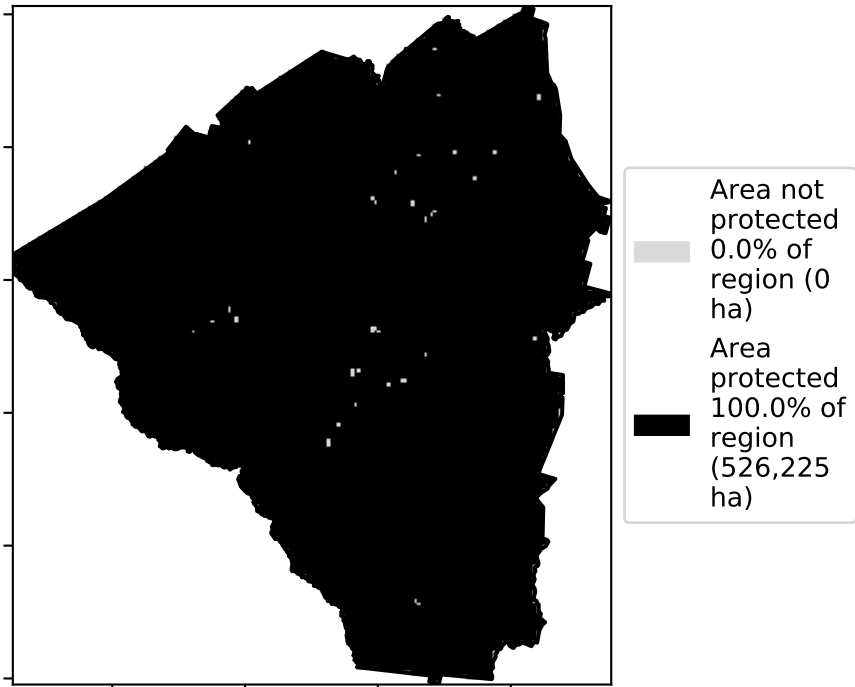 Area not
protected
0.0% of
region (0
ha)
Area
protected
100.0% of
region
(526,225
ha)